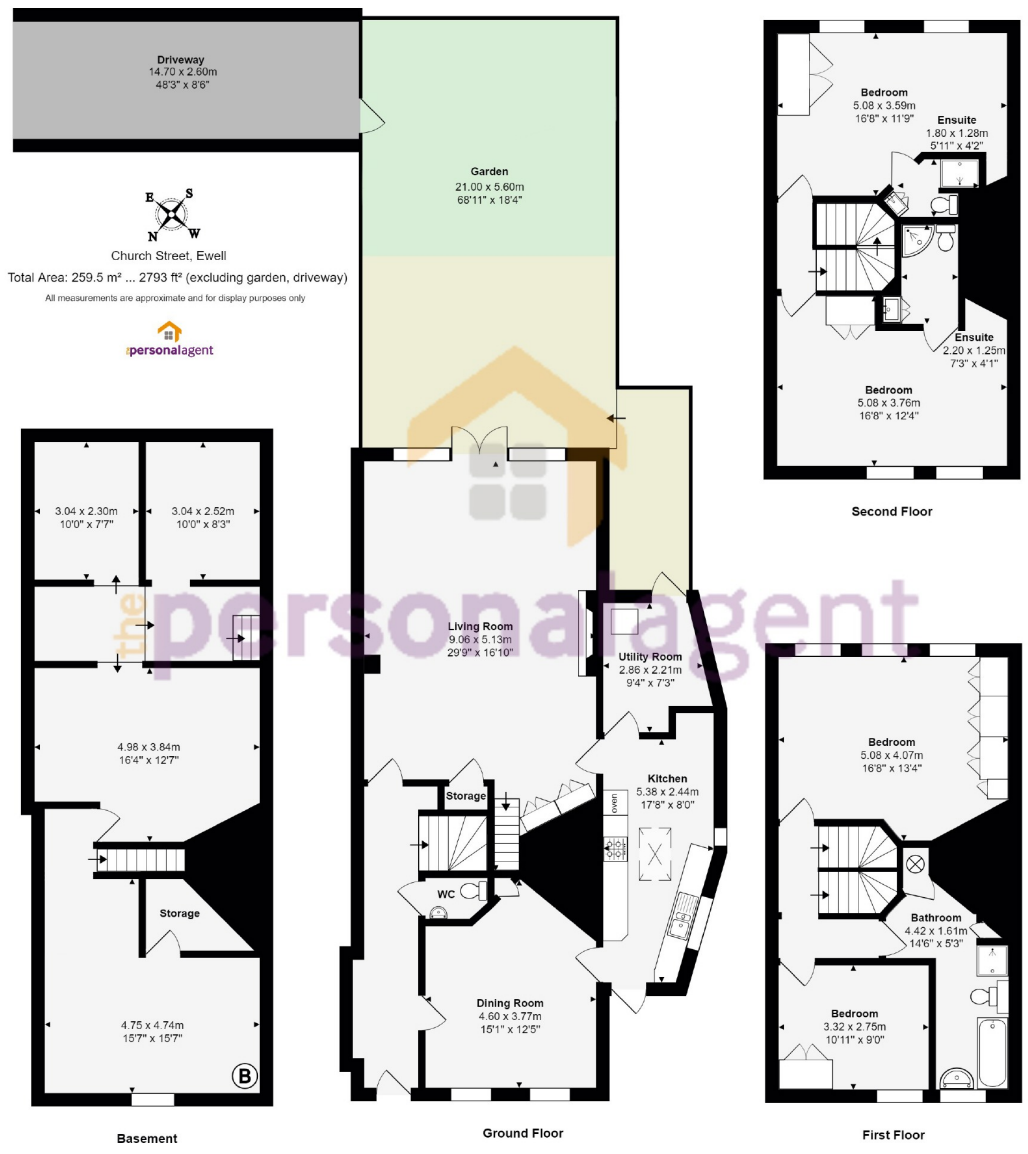 Driveway
14.70 x 2.60m
48'3" x 8'6"
E
S
N
W
Church Street, Ewell
Total Area: 259.5 m² ... 2793 ft² (excluding garden, driveway)
All measurements are approximate and for display purposes only
the personalagent
Garden
21.00 x 5.60m
68'11" x 18'4"
Bedroom
5.08 x 3.59m
16'8" x 11'9"
Ensuite
1.80 x 1.28m
5'11" x 4'2"
Ensuite
2.20 x 1.25m
7'3" x 4'1"
Bedroom
5.08 x 3.76m
16'8" x 12'4"
Second Floor
3.04 x 2.30m
10'0" x 7'7"
3.04 x 2.52m
10'0" x 8'3"
4.98 x 3.84m
16'4" x 12'7"
Storage
4.75 x 4.74m
15'7" x 15'7"
B
Basement
the personalagent
Living Room
9.06 x 5.13m
29'9" x 16'10"
Utility Room
2.86 x 2.21m
9'4" x 7'3"
Kitchen
5.38 x 2.44m
17'8" x 8'0"
oven
Storage
WC
Dining Room
4.60 x 3.77m
15'1" x 12'5"
Ground Floor
Bedroom
5.08 x 4.07m
16'8" x 13'4"
Bathroom
4.42 x 1.61m
14'6" x 5'3"
Bedroom
3.32 x 2.75m
10'11" x 9'0"
First Floor